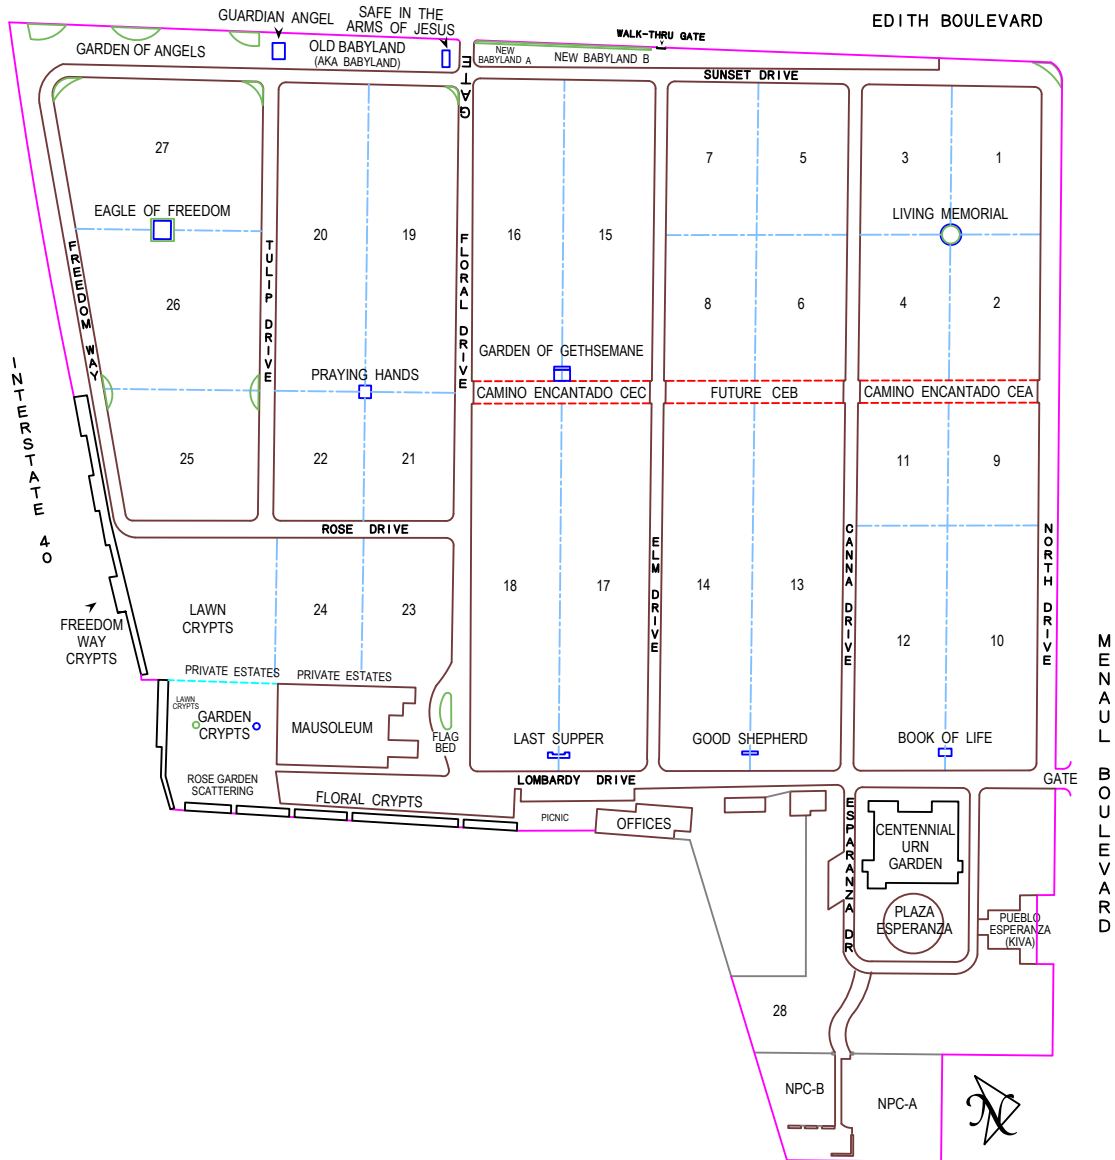 EDITH BOULEVARD
GUARDIAN ANGEL
SAFE IN THE
ARMS OF JESUS
WALK-THRU GATE
GARDEN OF ANGELS
OLD BABYLAND
(AKA BABYLAND)
GATE
NEW
BABYLAND A
NEW BABYLAND B
SUNSET DRIVE
27
7
5
3
1
EAGLE OF FREEDOM
LIVING MEMORIAL
20
19
16
15
FREEDOM WAY
TULIP DRIVE
FLORAL DRIVE
26
8
6
4
2
GARDEN OF GETHSEMANE
PRAYING HANDS
CAMINO ENCANTADO CEC
FUTURE CEB
CAMINO ENCANTADO CEA
INTERSTATE 40
25
22
21
11
9
ROSE DRIVE
ELM DRIVE
CANNA DRIVE
NORTH DRIVE
18
17
14
13
LAWN
CRYPTS
24
23
FREEDOM
WAY
CRYPTS
12
10
MENAUL BOULEVARD
PRIVATE ESTATES
PRIVATE ESTATES
LAWN
CRYPTS
GARDEN
CRYPTS
MAUSOLEUM
FLAG
BED
LAST SUPPER
GOOD SHEPHERD
BOOK OF LIFE
ROSE GARDEN
SCATTERING
LOMBARDY DRIVE
GATE
FLORAL CRYPTS
PICNIC
OFFICES
ESPARANZA DR
CENTENNIAL
URN
GARDEN
PLAZA
ESPERANZA
PUEBLO
ESPERANZA
(KIVA)
28
NPC-B
NPC-A
N